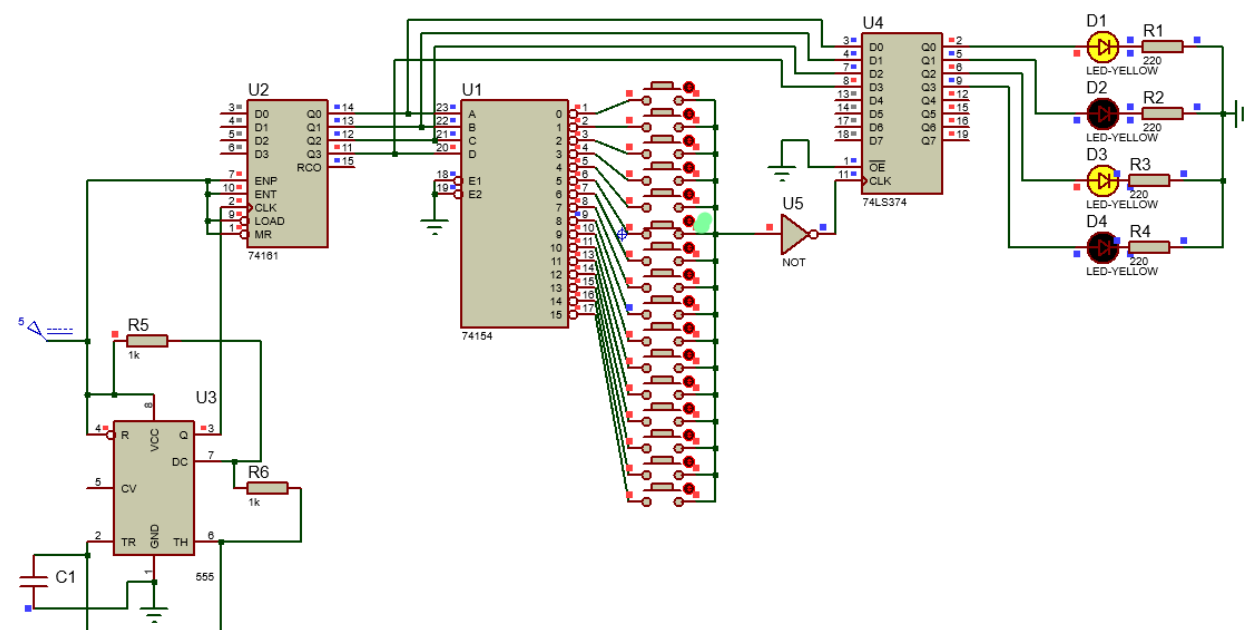 U2
3 D0 Q0 14
4 D1 Q1 13
5 D2 Q2 12
6 D3 Q3 11
RCO 15
7 ENP
10 ENT
2 CLK
9 LOAD
1 MR
74161
U1
23 A 0 1
22 B 1 2
21 C 2 3
20 D 3 4
4 5
18 E1 5 6
19 E2 6 7
7 8
8 9
9 10
10 11
11 13
12 14
13 15
14 16
15 17
74154
U4
3 D0 Q0 2
4 D1 Q1 5
7 D2 Q2 6
8 D3 Q3 9
13 D4 Q4 12
14 D5 Q5 15
17 D6 Q6 16
18 D7 Q7 19
1 OE
11 CLK
74LS374
U5
NOT
D1 R1
220
LED-YELLOW
D2 R2
220
LED-YELLOW
D3 R3
220
LED-YELLOW
D4 R4
220
LED-YELLOW
5
R5
1k
U3
8
4 R VCC Q 3
DC 7
5 CV
2 TR GND TH 6
1
555
R6
1k
C1